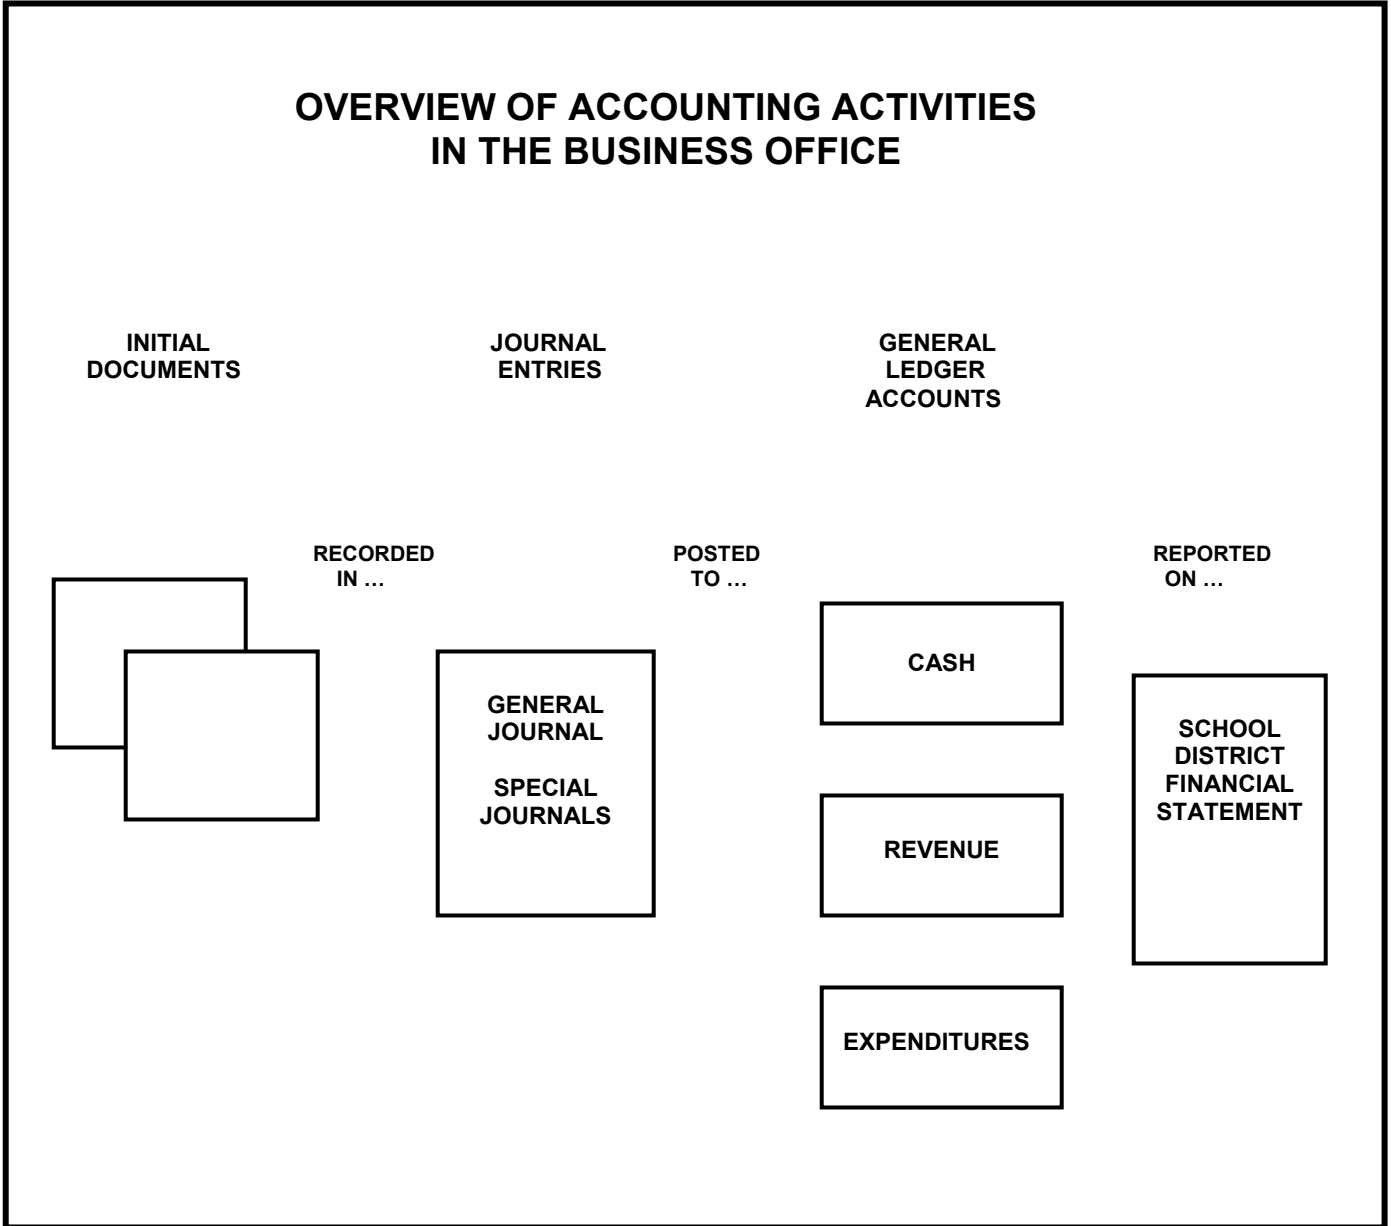 OVERVIEW OF ACCOUNTING ACTIVITIES
IN THE BUSINESS OFFICE
INITIAL
DOCUMENTS
JOURNAL
ENTRIES
GENERAL
LEDGER
ACCOUNTS
RECORDED
IN …
POSTED
TO …
REPORTED
ON …
GENERAL
JOURNAL
SPECIAL
JOURNALS
CASH
REVENUE
EXPENDITURES
SCHOOL
DISTRICT
FINANCIAL
STATEMENT